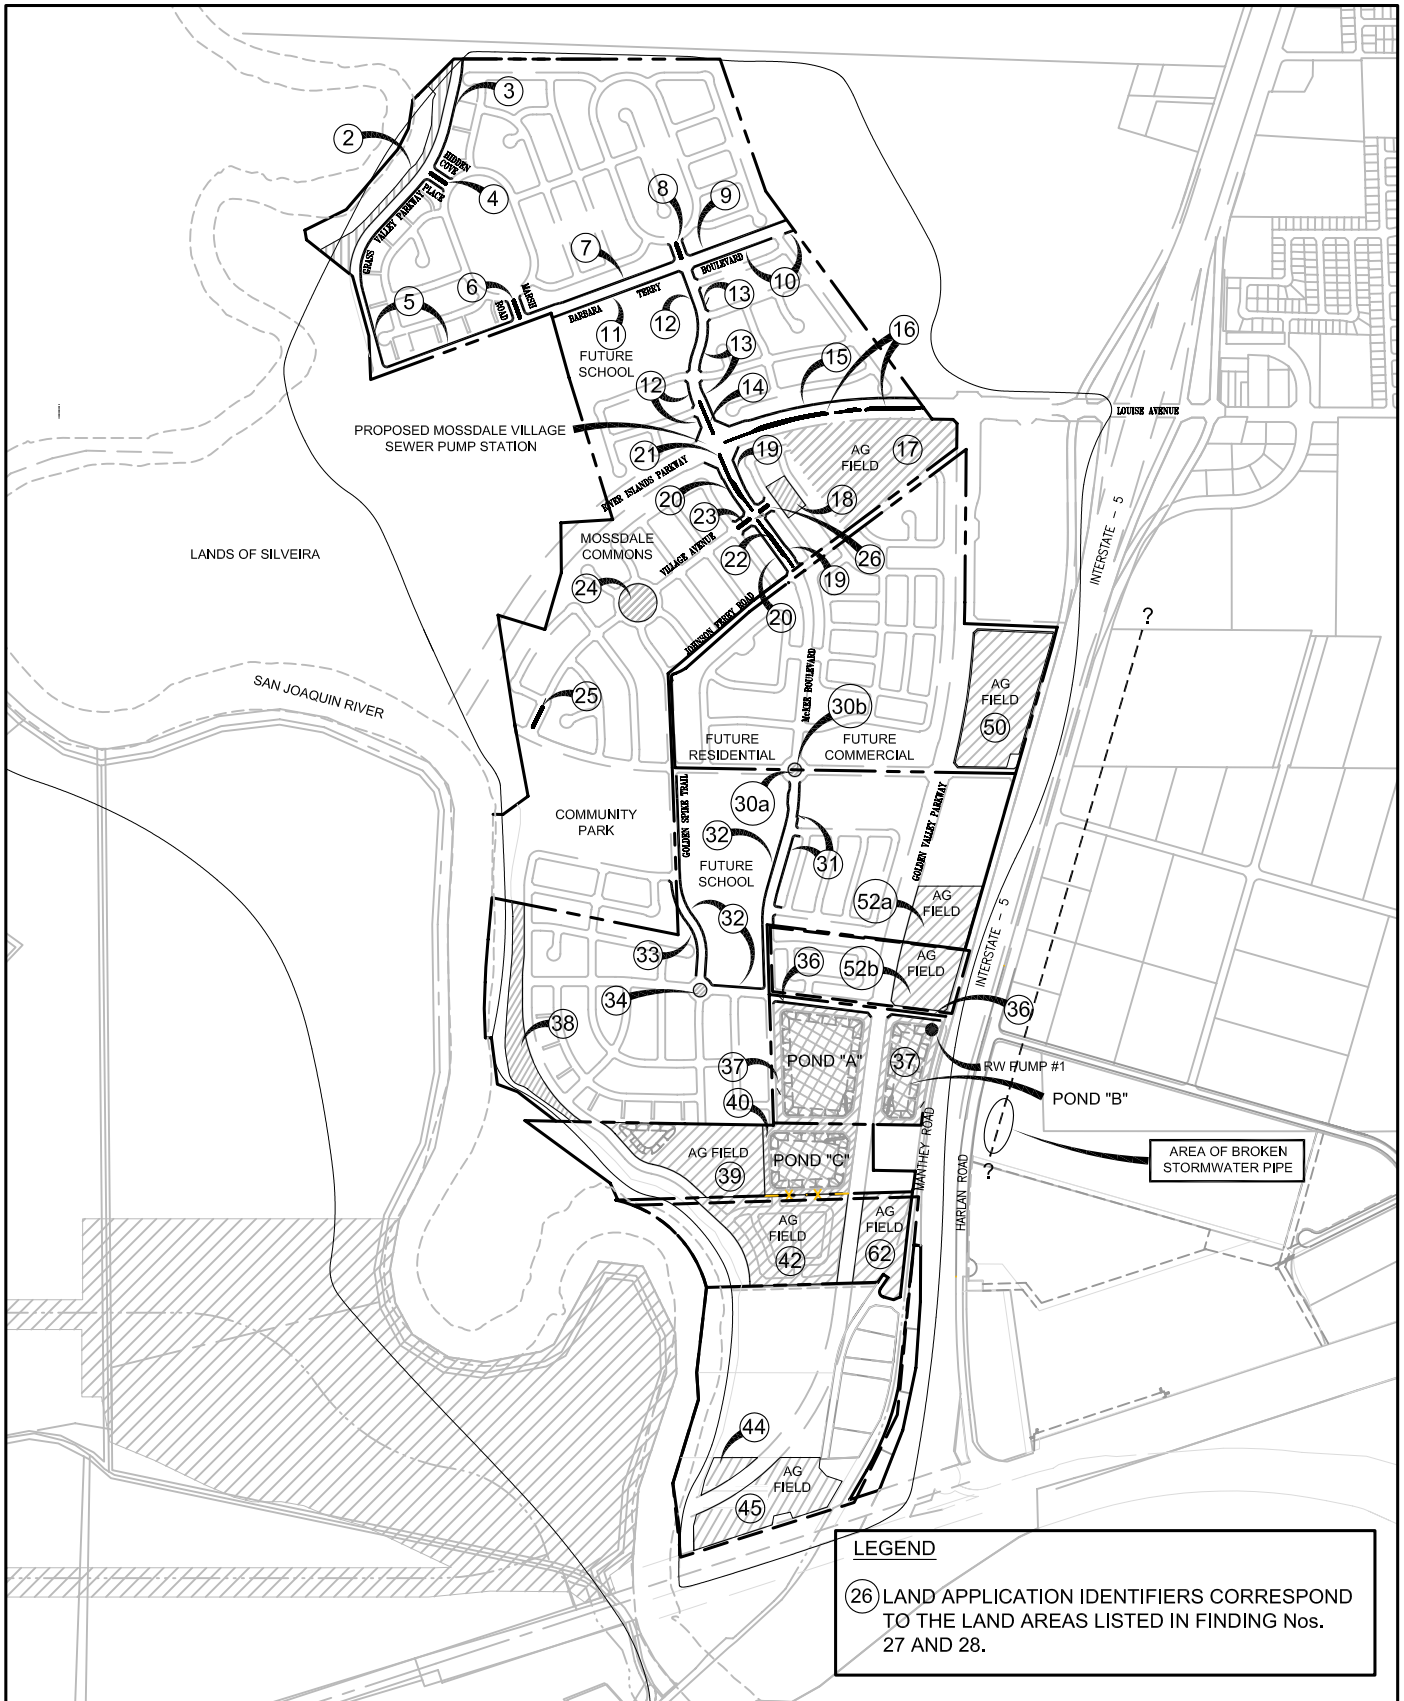 3
2
HIDDEN
COVE
PLACE
4
GRASS VALLEY PARKWAY
8
9
7
BOULEVARD
10
6
MARSH
ROAD
5
TERRY
BARBARA
13
12
11
FUTURE
SCHOOL
13
16
15
12
14
LOUISE AVENUE
PROPOSED MOSSDALE VILLAGE
SEWER PUMP STATION
21
19
AG
FIELD
17
RIVER ISLANDS PARKWAY
20
18
23
LANDS OF SILVEIRA
MOSSDALE
COMMONS
VILLAGE AVENUE
22
26
19
24
20
INTERSTATE - 5
JOHNSON FERRY ROAD
?
SAN JOAQUIN RIVER
25
McKEE BOULEVARD
AG
FIELD
50
30b
FUTURE
RESIDENTIAL
FUTURE
COMMERCIAL
30a
GOLDEN SPIKE TRAIL
GOLDEN VALLEY PARKWAY
COMMUNITY
PARK
32
31
FUTURE
SCHOOL
52a
AG
FIELD
32
33
INTERSTATE - 5
36
52b
AG
FIELD
34
36
38
POND "A"
37
37
RW PUMP #1
POND "B"
40
MANTHEY ROAD
AREA OF BROKEN
STORMWATER PIPE
AG FIELD
39
POND "C"
?
HARLAN ROAD
AG
FIELD
42
AG
FIELD
62
44
AG
FIELD
45
LEGEND
26 LAND APPLICATION IDENTIFIERS CORRESPOND
TO THE LAND AREAS LISTED IN FINDING Nos.
27 AND 28.